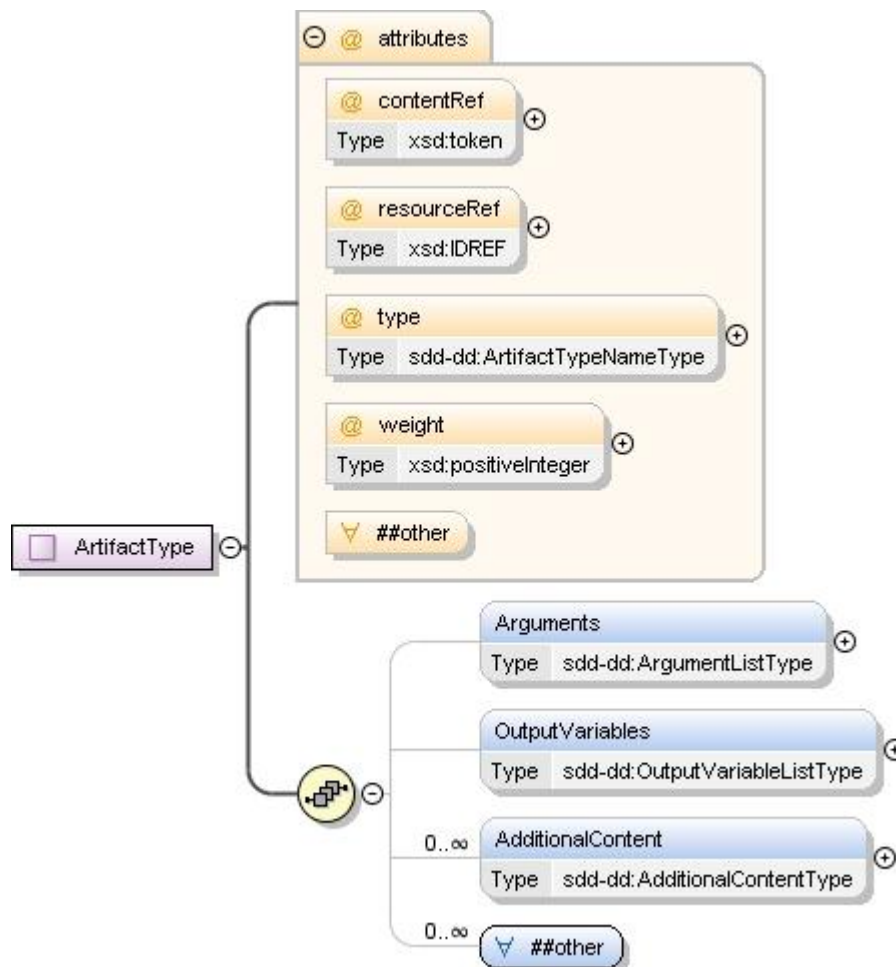 @ attributes
@ contentRef
Type xsd:token
@ resourceRef
Type xsd:IDREF
@ type
Type sdd-dd:ArtifactTypeNameType
@ weight
Type xsd:positiveInteger
∀ ##other
ArtifactType
Arguments
Type sdd-dd:ArgumentListType
OutputVariables
Type sdd-dd:OutputVariableListType
0..∞ AdditionalContent
Type sdd-dd:AdditionalContentType
0..∞ ∀ ##other